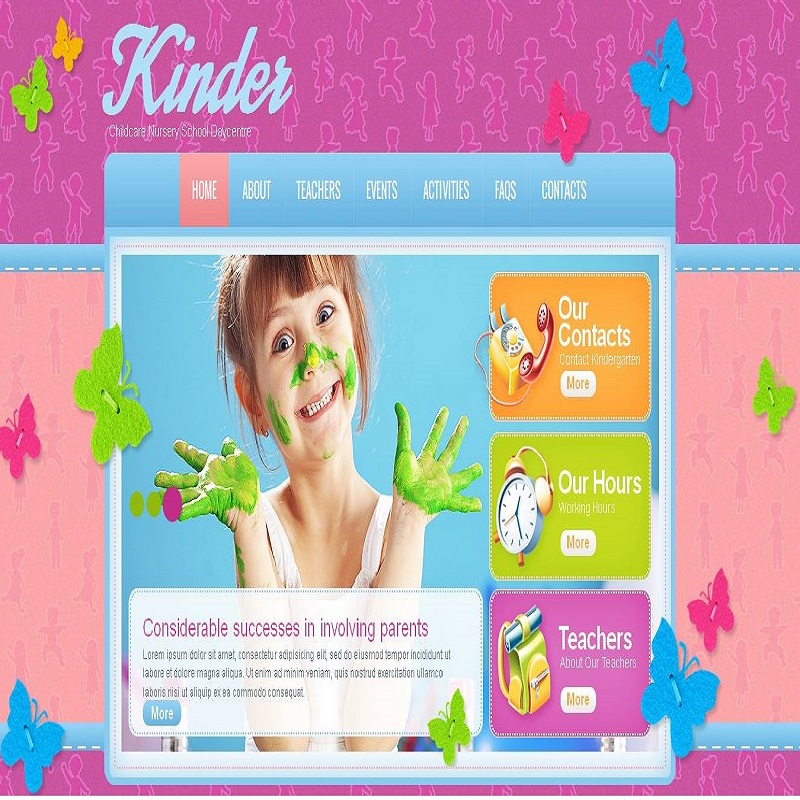 Kinder
Childcare Nursery School Daycentre
HOME ABOUT TEACHERS EVENTS ACTIVITIES FAQS CONTACTS
Our
Contacts
Contact Kindergarten
More
Our Hours
Working Hours
More
Teachers
About Our Teachers
More
Considerable successes in involving parents
Lorem ipsum dolor sit amet, consectetur adipisicing elit, sed do eiusmod tempor incididunt ut
labore et dolore magna aliqua. Ut enim ad minim veniam, quis nostrud exercitation ullamco
laboris nisi ut aliquip ex ea commodo consequat.
More